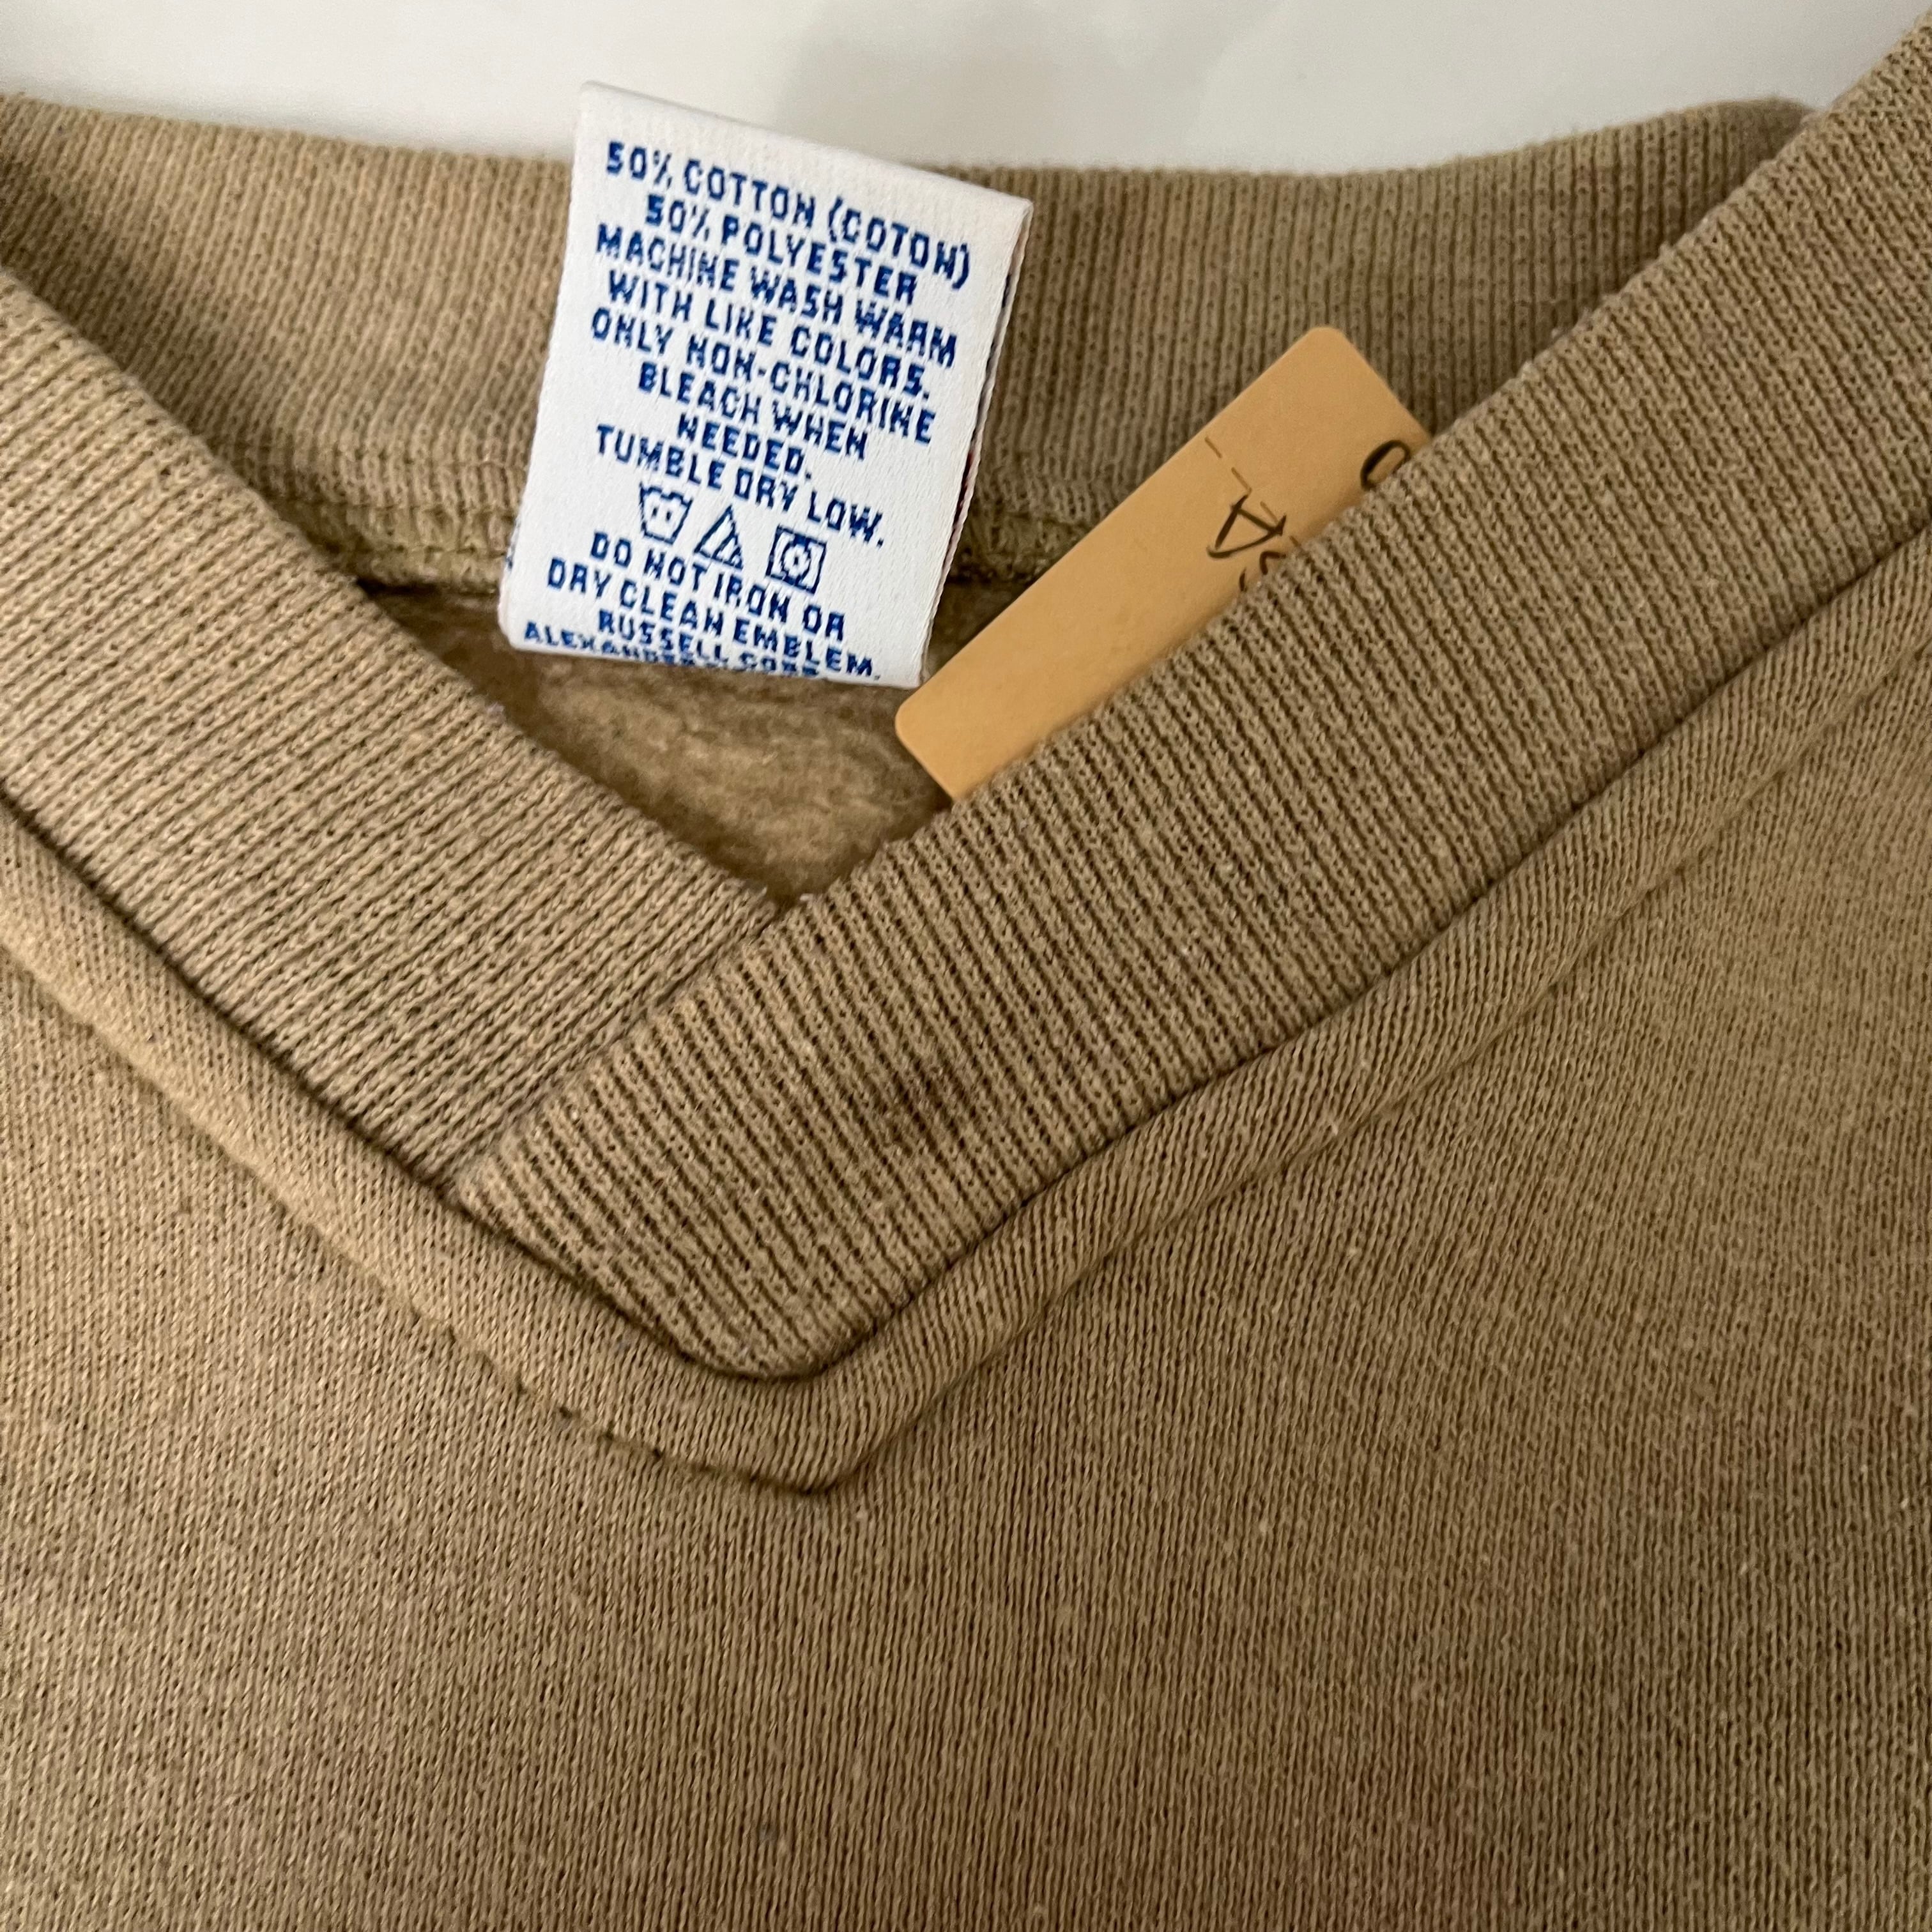 50% COTTON (COTON)
50% POLYESTER
MACHINE WASH WARM
WITH LIKE COLORS.
ONLY NON-CHLORINE
BLEACH WHEN
NEEDED.
TUMBLE DRY LOW.
DO NOT IRON OR
DRY CLEAN EMBLEM.
RUSSELL CORP.
ALEXANDER